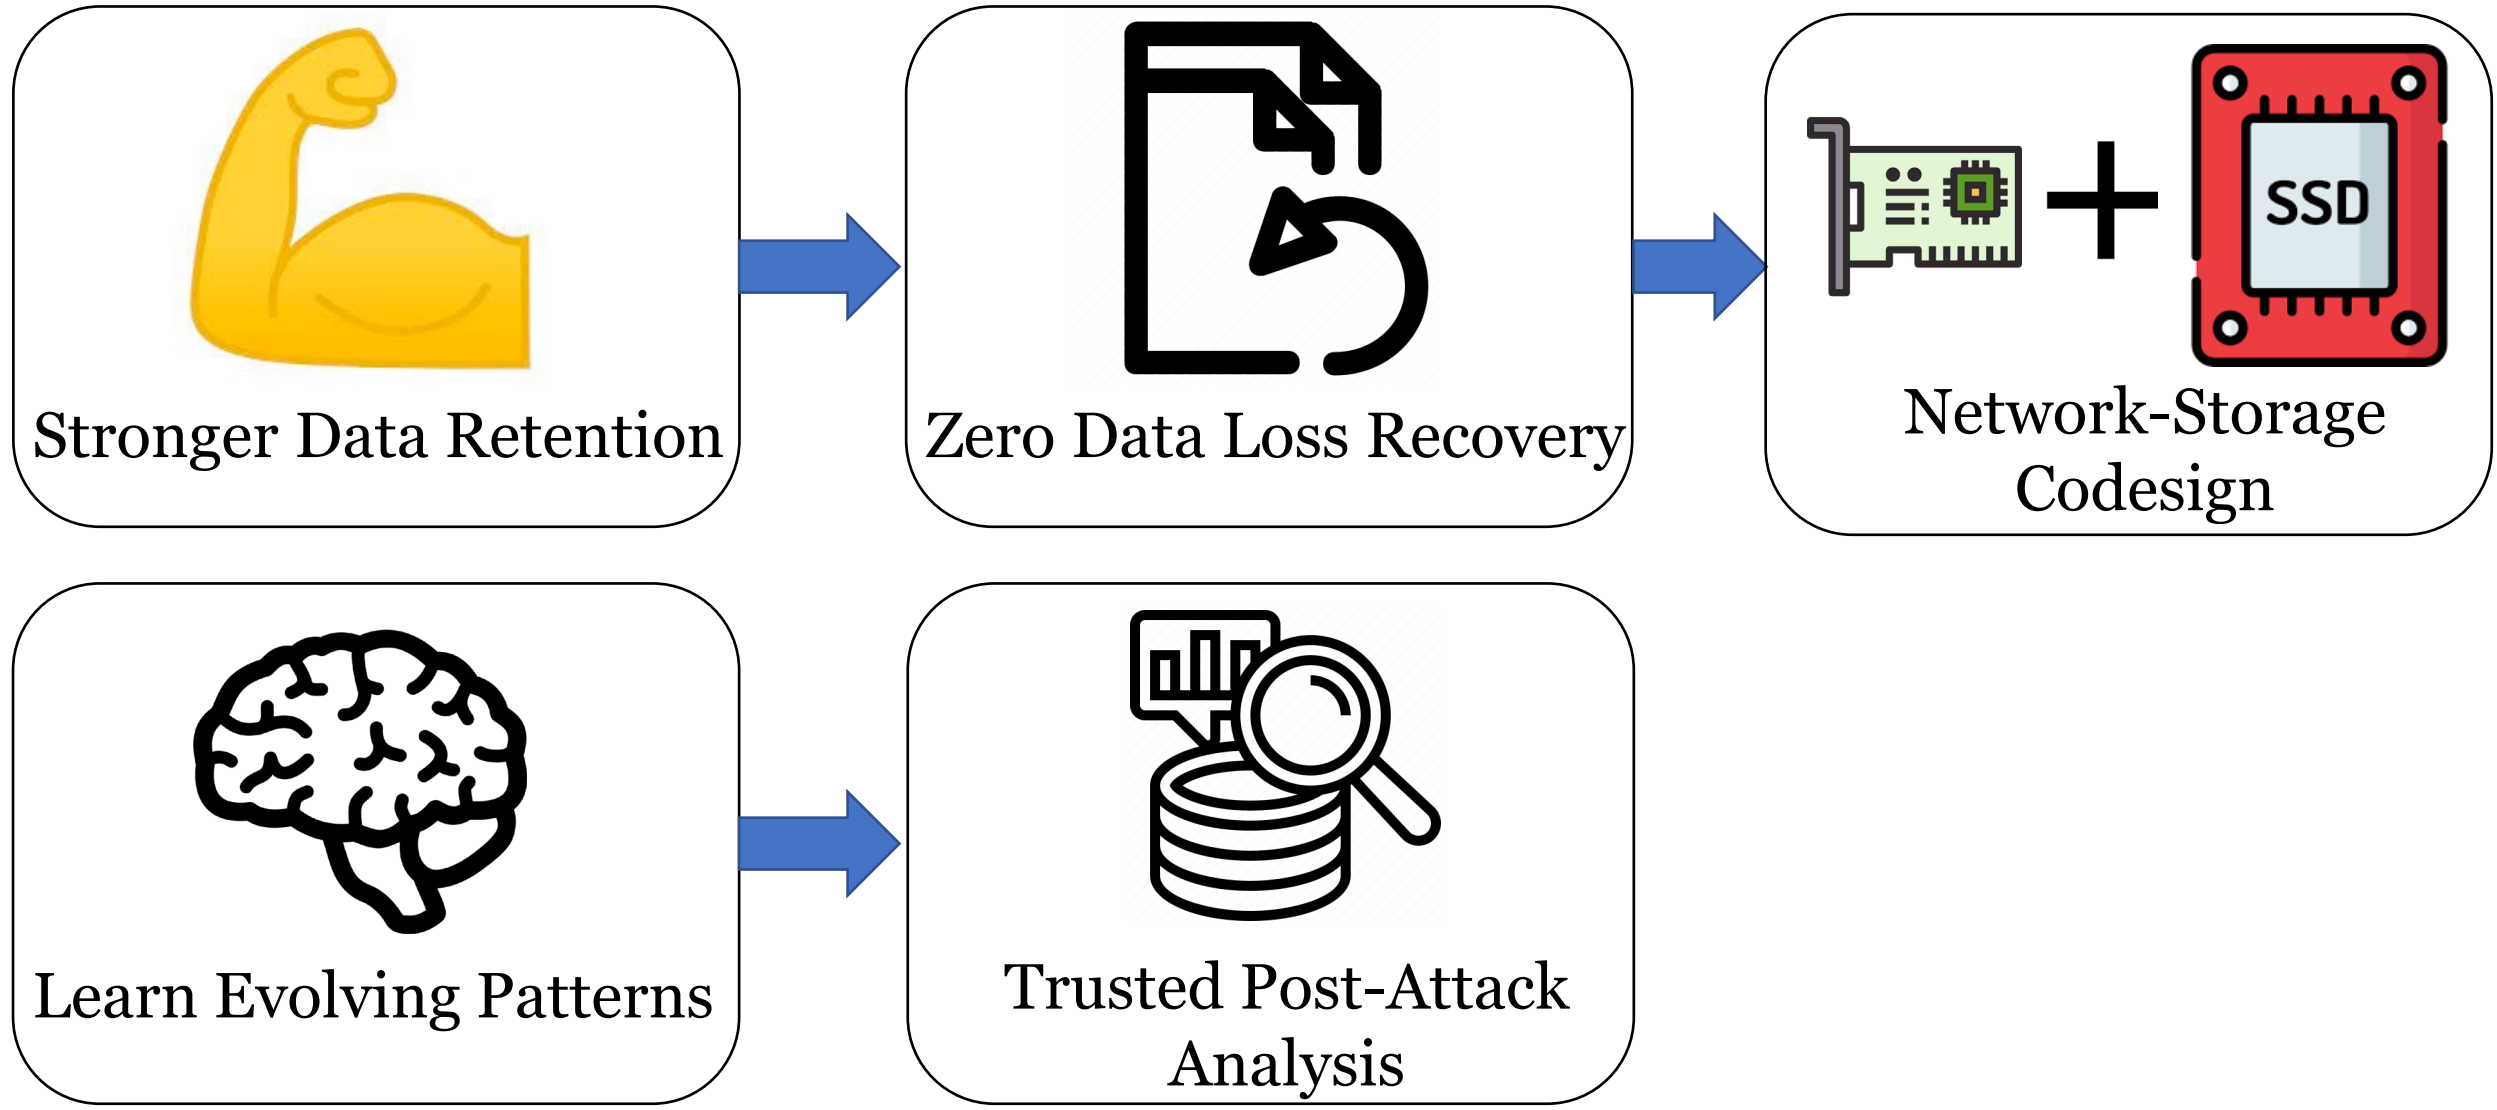 SSD
Stronger Data Retention
Zero Data Loss Recovery
Network-Storage
Codesign
Learn Evolving Patterns
Trusted Post-Attack
Analysis